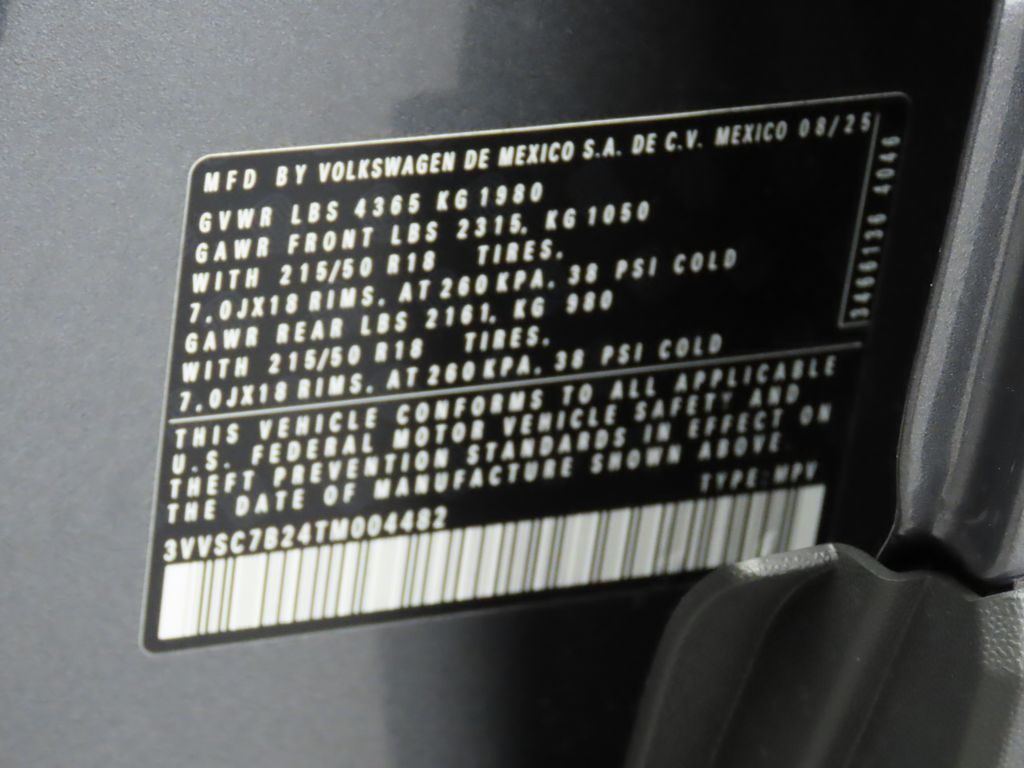 MFD BY VOLKSWAGEN DE MEXICO S.A. DE C.V. MEXICO 08/25
GVWR LBS 4365 KG 1980
GAWR FRONT LBS 2315, KG 1050
WITH 215/50 R18 TIRES,
7.0JX18 RIMS, AT 260 KPA, 38 PSI COLD
GAWR REAR LBS 2161, KG 980
WITH 215/50 R18 TIRES,
7.0JX18 RIMS, AT 260 KPA, 38 PSI COLD
THIS VEHICLE CONFORMS TO ALL APPLICABLE
U.S. FEDERAL MOTOR VEHICLE SAFETY AND
THEFT PREVENTION STANDARDS IN EFFECT ON
THE DATE OF MANUFACTURE SHOWN ABOVE.
TYPE: MPV
3VVSC7B24TM004482
3466136 4046